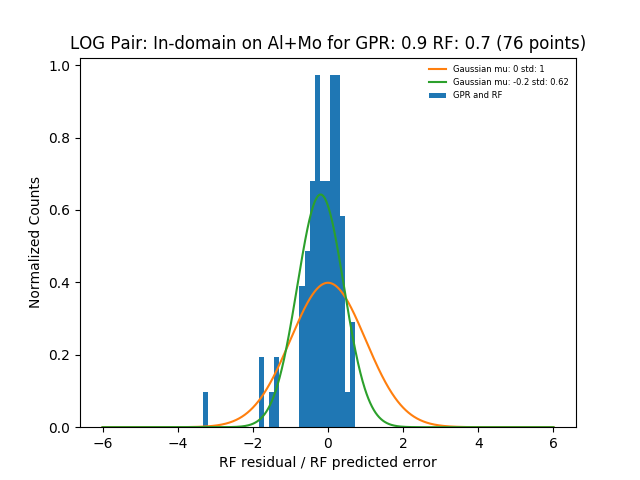 LOG Pair: In-domain on Al+Mo for GPR: 0.9 RF: 0.7 (76 points)
Gaussian mu: 0 std: 1
Gaussian mu: -0.2 std: 0.62
GPR and RF
Normalized Counts
1.0
0.8
0.6
0.4
0.2
0.0
−6
−4
−2
0
2
4
6
RF residual / RF predicted error